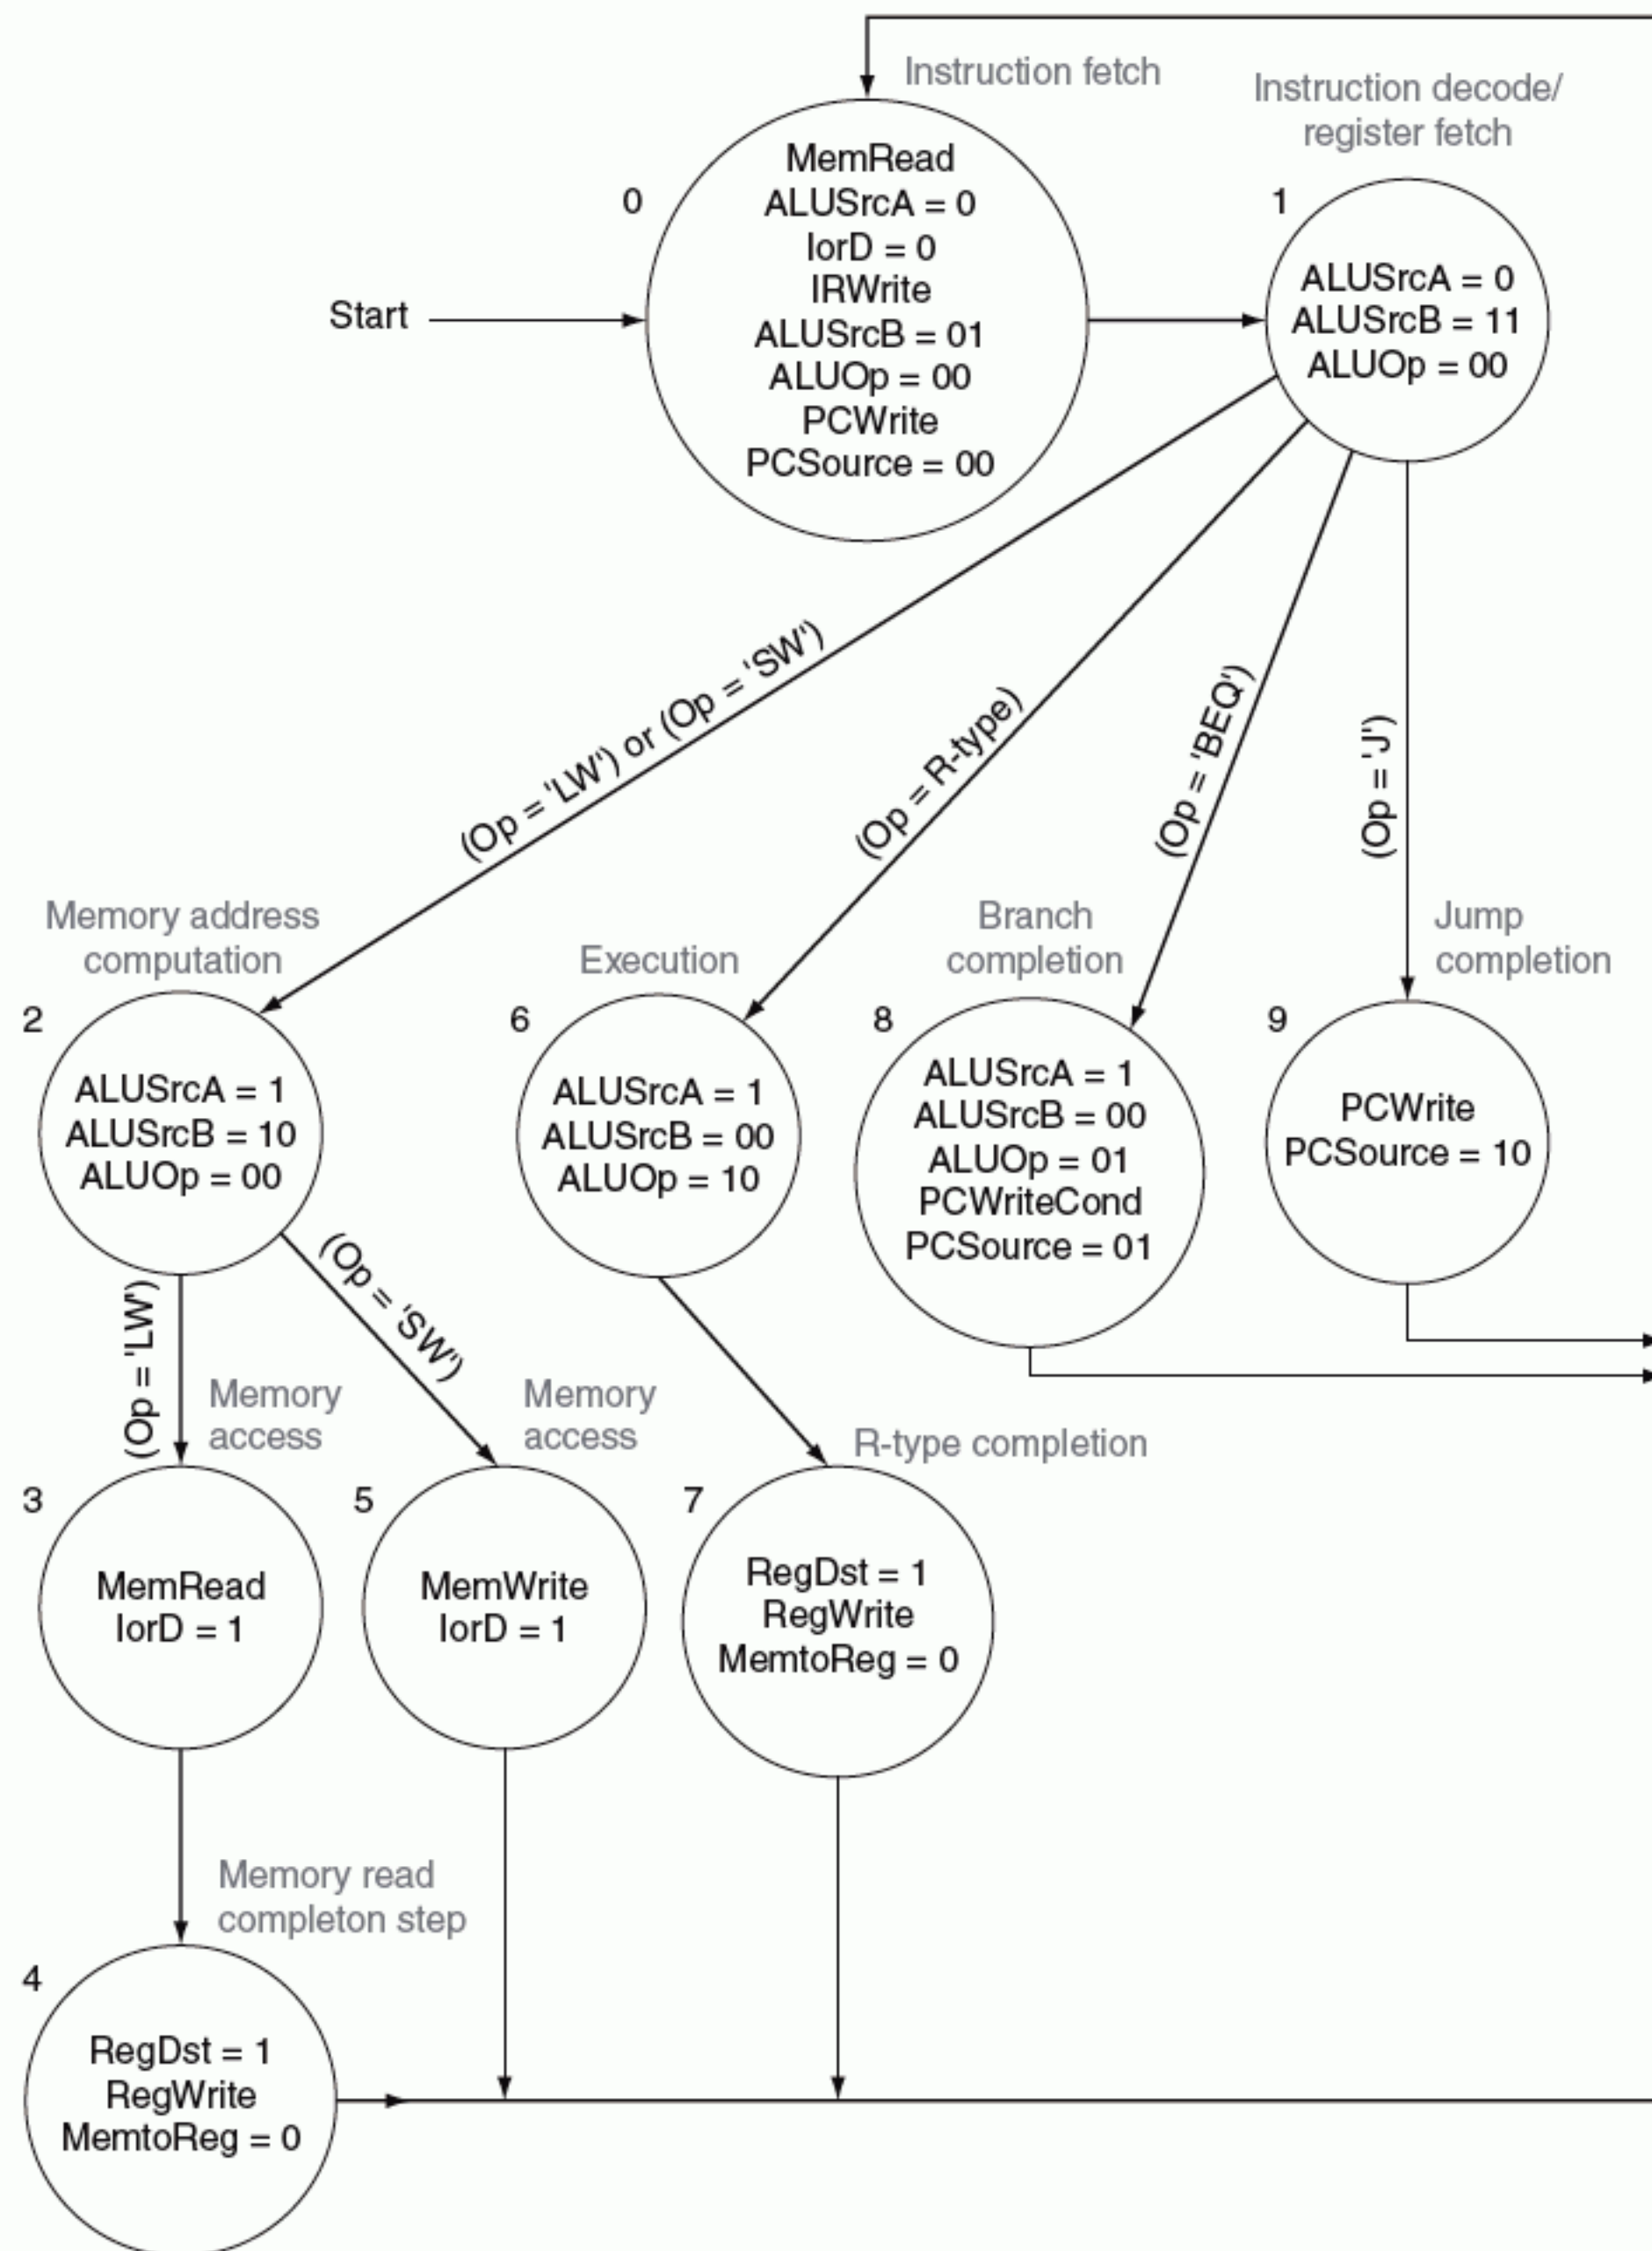 Instruction fetch
Instruction decode/
register fetch
0
MemRead
ALUSrcA = 0
IorD = 0
IRWrite
ALUSrcB = 01
ALUOp = 00
PCWrite
PCSource = 00
1
ALUSrcA = 0
ALUSrcB = 11
ALUOp = 00
Start
(Op = 'LW') or (Op = 'SW')
(Op = R-type)
(Op = 'BEQ')
(Op = 'J')
Memory address
computation
Execution
Branch
completion
Jump
completion
2
ALUSrcA = 1
ALUSrcB = 10
ALUOp = 00
6
ALUSrcA = 1
ALUSrcB = 00
ALUOp = 10
8
ALUSrcA = 1
ALUSrcB = 00
ALUOp = 01
PCWriteCond
PCSource = 01
9
PCWrite
PCSource = 10
(Op = 'LW')
(Op = 'SW')
Memory
access
Memory
access
R-type completion
3
MemRead
IorD = 1
5
MemWrite
IorD = 1
7
RegDst = 1
RegWrite
MemtoReg = 0
Memory read
completon step
4
RegDst = 1
RegWrite
MemtoReg = 0